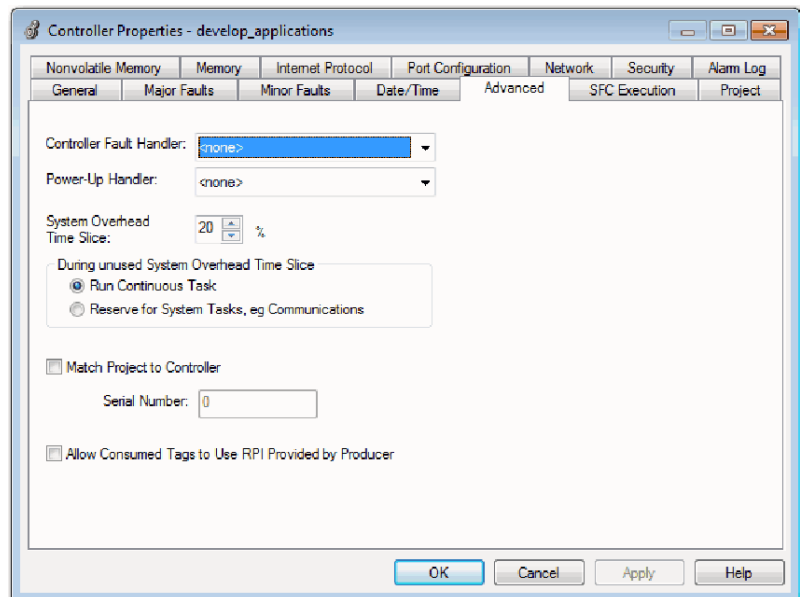 Controller Properties - develop_applications
Nonvolatile Memory Memory Internet Protocol Port Configuration Network Security Alarm Log
General Major Faults Minor Faults Date/Time Advanced SFC Execution Project
Controller Fault Handler: <none>
Power-Up Handler: <none>
System Overhead
Time Slice: 20 %
During unused System Overhead Time Slice
Run Continuous Task
Reserve for System Tasks, eg Communications
Match Project to Controller
Serial Number: 0
Allow Consumed Tags to Use RPI Provided by Producer
OK Cancel Apply Help